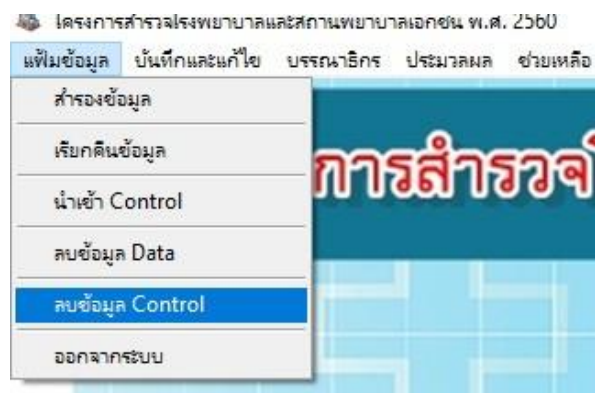 โครงการสำรวจโรงพยาบาลและสถานพยาบาลเอกชน พ.ศ. 2560
แฟ้มข้อมูล บันทึกและแก้ไข บรรณาธิกร ประมวลผล ช่วยเหลือ
สำรองข้อมูล
เรียกคืนข้อมูล
การสำรวจโ
นำเข้า Control
ลบข้อมูล Data
ลบข้อมูล Control
ออกจากระบบ